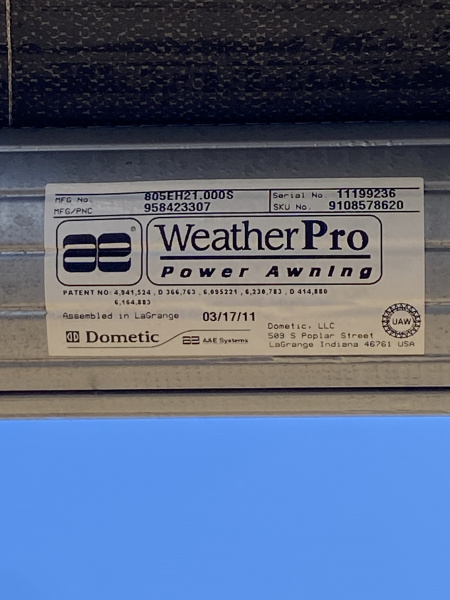 MFG No. 805EH21.000S Serial No. 11199236
MFG/PNC 958423307 SKU No. 9108578620
AE ®
WeatherPro
Power Awning
PATENT NO: 4,941,524 , D 366,763 , 6,095221 , 6,230,783 , D 414,880
6,164,883
Assembled in LaGrange 03/17/11
Dometic
AE A&E Systems
Dometic, LLC
509 S Poplar Street
LaGrange Indiana 46761 USA
UAW